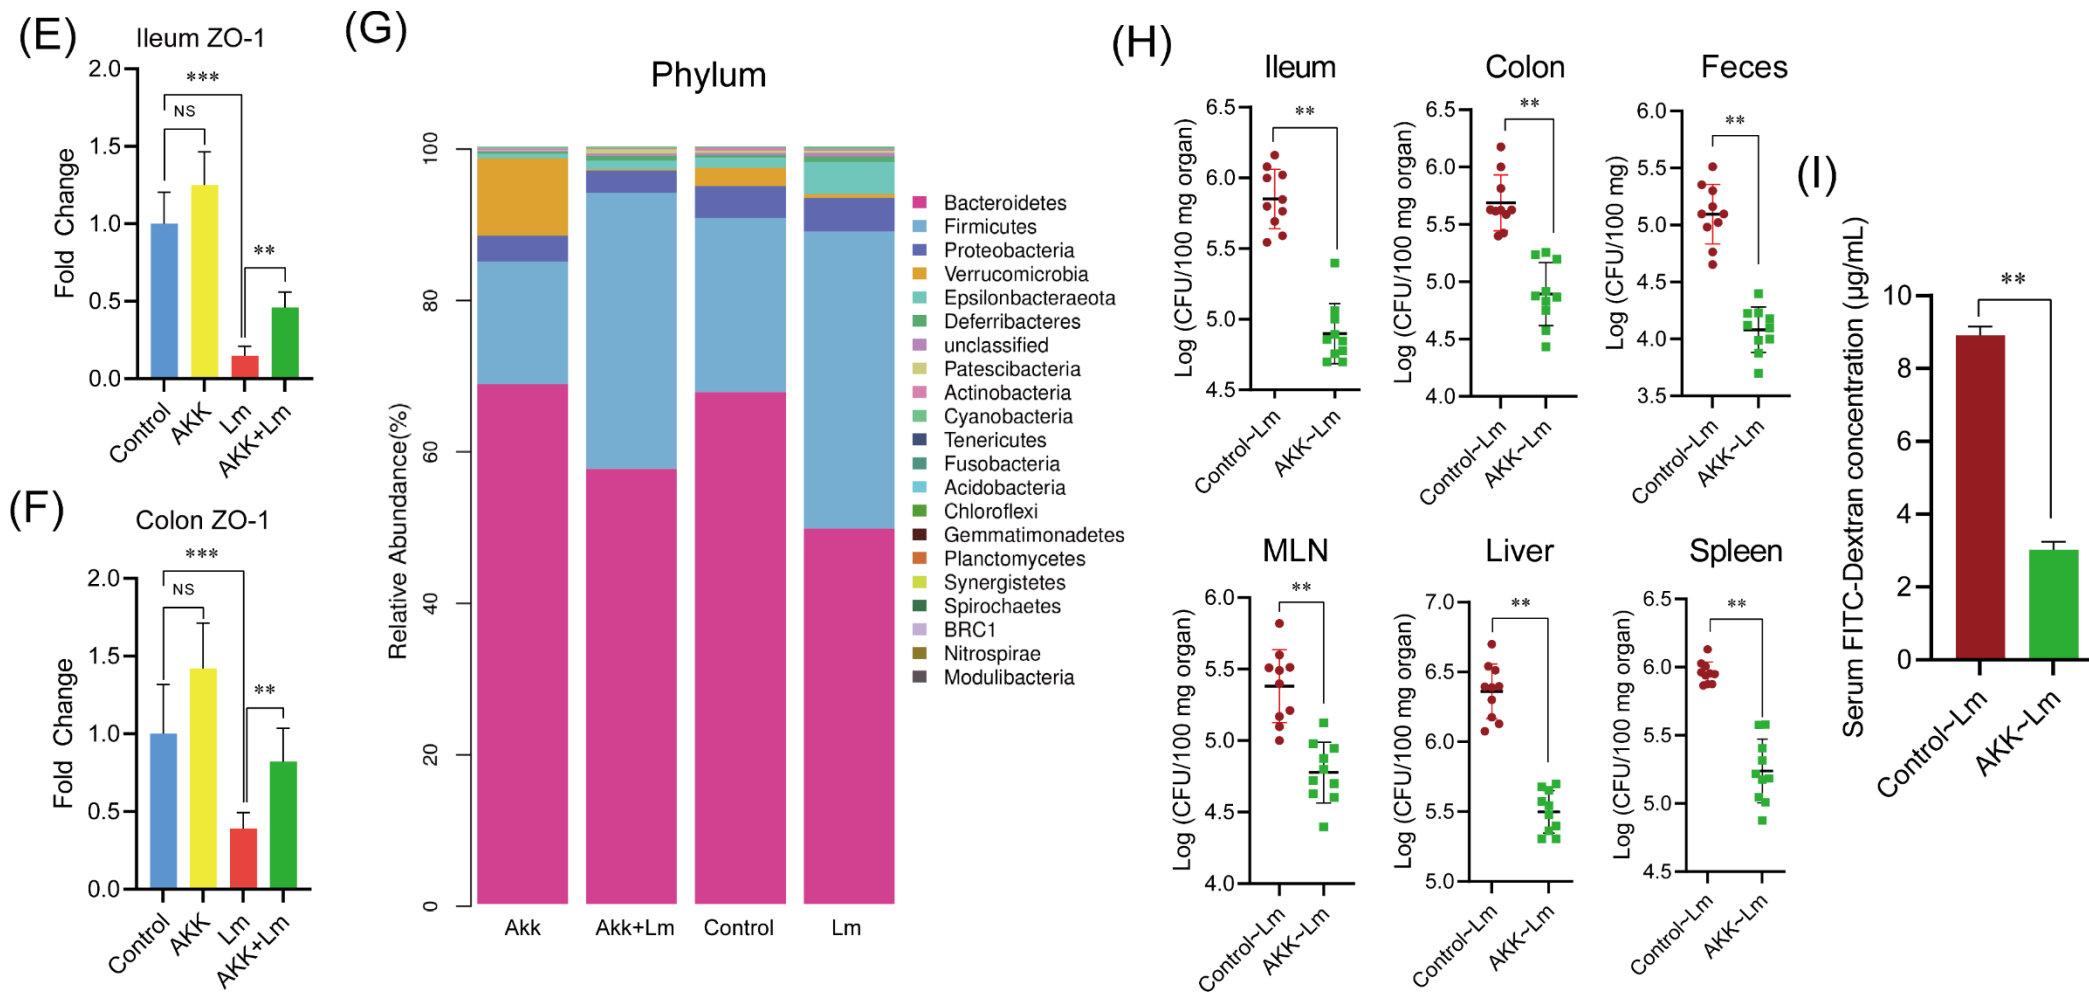 (E)
Ileum ZO-1
Fold Change
2.0
1.5
1.0
0.5
0.0
***
NS
**
Control
AKK
Lm
AKK+Lm
(F)
Colon ZO-1
Fold Change
2.0
1.5
1.0
0.5
0.0
***
NS
**
Control
AKK
Lm
AKK+Lm
(G)
Phylum
Relative Abundance(%)
100
80
60
40
20
0
Akk
Akk+Lm
Control
Lm
Bacteroidetes
Firmicutes
Proteobacteria
Verrucomicrobia
Epsilonbacteraeota
Deferribacteres
unclassified
Patescibacteria
Actinobacteria
Cyanobacteria
Tenericutes
Fusobacteria
Acidobacteria
Chloroflexi
Gemmatimonadetes
Planctomycetes
Synergistetes
Spirochaetes
BRC1
Nitrospirae
Modulibacteria
(H)
Ileum
Log (CFU/100 mg organ)
6.5
6.0
5.5
5.0
4.5
**
Control~Lm
AKK~Lm
Colon
Log (CFU/100 mg organ)
6.5
6.0
5.5
5.0
4.5
4.0
**
Control~Lm
AKK~Lm
Feces
Log (CFU/100 mg)
6.0
5.5
5.0
4.5
4.0
3.5
**
Control~Lm
AKK~Lm
MLN
Log (CFU/100 mg organ)
6.0
5.5
5.0
4.5
4.0
**
Control~Lm
AKK~Lm
Liver
Log (CFU/100 mg organ)
7.0
6.5
6.0
5.5
5.0
**
Control~Lm
AKK~Lm
Spleen
Log (CFU/100 mg organ)
6.5
6.0
5.5
5.0
4.5
**
Control~Lm
AKK~Lm
(I)
Serum FITC-Dextran concentration (µg/mL)
10
8
6
4
2
0
**
Control~Lm
AKK~Lm